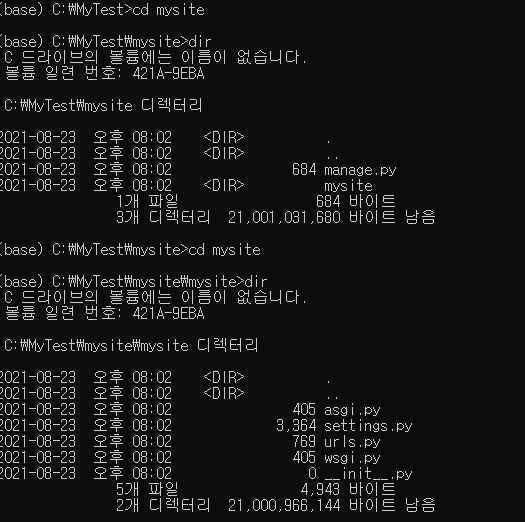 (base) C:\MyTest>cd mysite
(base) C:\MyTest\mysite>dir
C 드라이브의 볼륨에는 이름이 없습니다.
볼륨 일련 번호: 421A-9EBA
C:\MyTest\mysite 디렉터리
2021-08-23 오후 08:02 <DIR> .
2021-08-23 오후 08:02 <DIR> ..
2021-08-23 오후 08:02 684 manage.py
2021-08-23 오후 08:02 <DIR> mysite
1개 파일 684 바이트
3개 디렉터리 21,001,031,680 바이트 남음
(base) C:\MyTest\mysite>cd mysite
(base) C:\MyTest\mysite\mysite>dir
C 드라이브의 볼륨에는 이름이 없습니다.
볼륨 일련 번호: 421A-9EBA
C:\MyTest\mysite\mysite 디렉터리
2021-08-23 오후 08:02 <DIR> .
2021-08-23 오후 08:02 <DIR> ..
2021-08-23 오후 08:02 405 asgi.py
2021-08-23 오후 08:02 3,364 settings.py
2021-08-23 오후 08:02 769 urls.py
2021-08-23 오후 08:02 405 wsgi.py
2021-08-23 오후 08:02 0 __init__.py
5개 파일 4,943 바이트
2개 디렉터리 21,000,966,144 바이트 남음